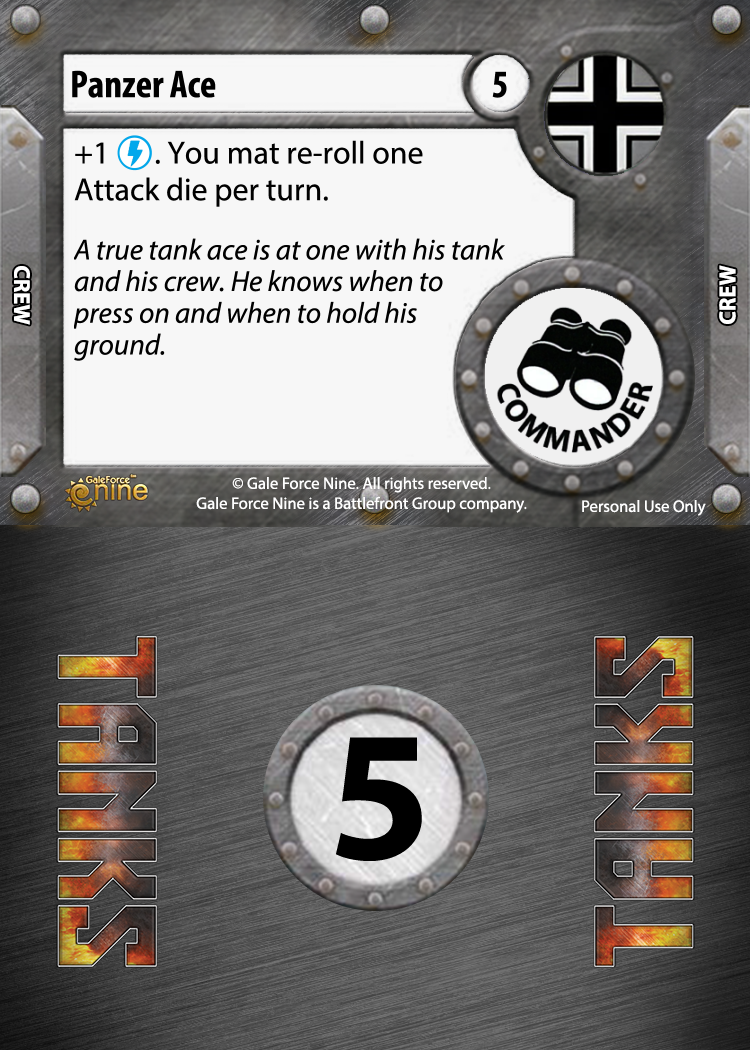 Panzer Ace
5
+1 . You mat re-roll one
Attack die per turn.
A true tank ace is at one with his tank
and his crew. He knows when to
press on and when to hold his
ground.
CREW
CREW
COMMANDER
GaleForce™
nine
© Gale Force Nine. All rights reserved.
Gale Force Nine is a Battlefront Group company.
Personal Use Only
TANKS
5
TANKS